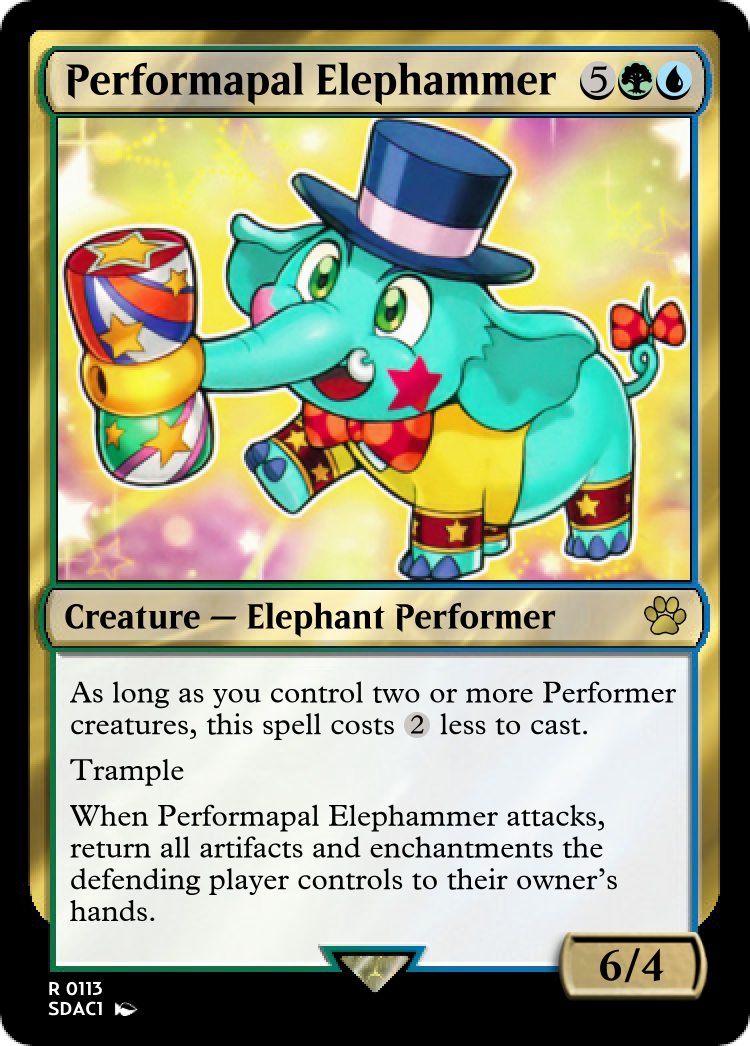 Performapal Elephammer 5
Creature — Elephant Performer
As long as you control two or more Performer
creatures, this spell costs 2 less to cast.
Trample
When Performapal Elephammer attacks,
return all artifacts and enchantments the
defending player controls to their owner's
hands.
6/4
R 0113
SDAC1